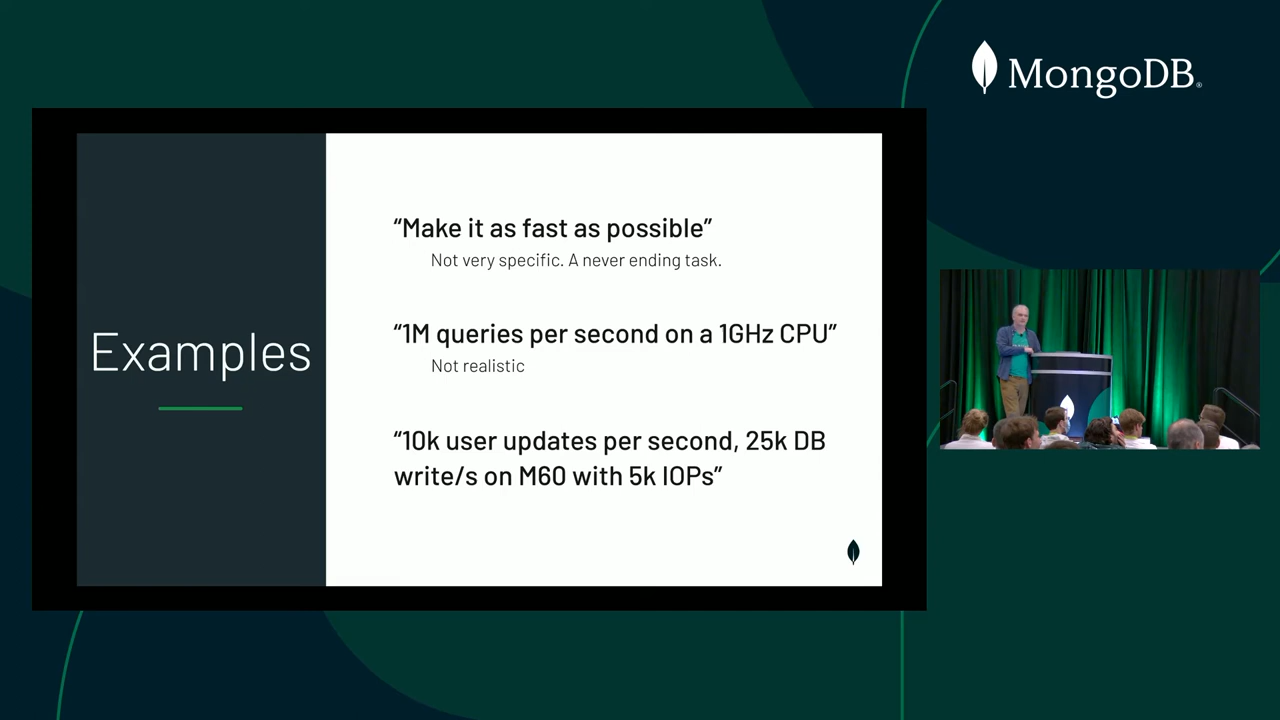 MongoDB®
Examples
“Make it as fast as possible”
Not very specific. A never ending task.
“1M queries per second on a 1GHz CPU”
Not realistic
“10k user updates per second, 25k DB
write/s on M60 with 5k IOPs”